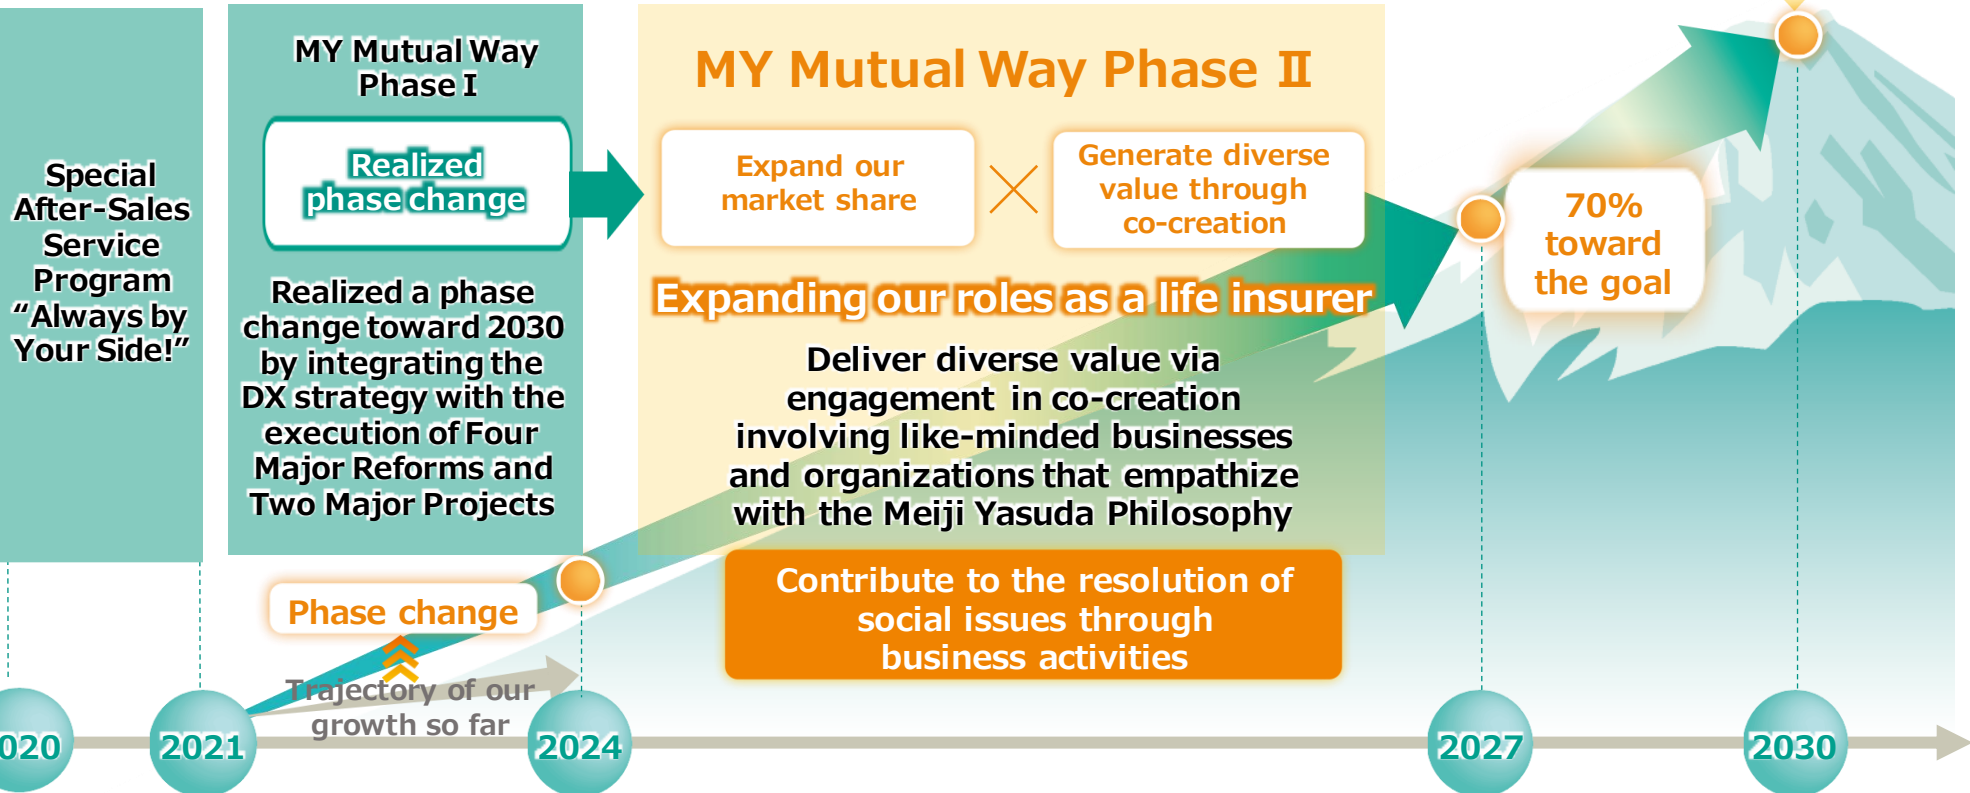 Special
After-Sales
Service
Program
“Always by
Your Side!”
MY Mutual Way
Phase Ⅰ
Realized
phase change
Realized a phase
change toward 2030
by integrating the
DX strategy with the
execution of Four
Major Reforms and
Two Major Projects
MY Mutual Way Phase Ⅱ
Expand our
market share
Generate diverse
value through
co-creation
Expanding our roles as a life insurer
Deliver diverse value via
engagement in co-creation
involving like-minded businesses
and organizations that empathize
with the Meiji Yasuda Philosophy
Contribute to the resolution of
social issues through
business activities
70%
toward
the goal
Phase change
Trajectory of our
growth so far
020
2021
2024
2027
2030